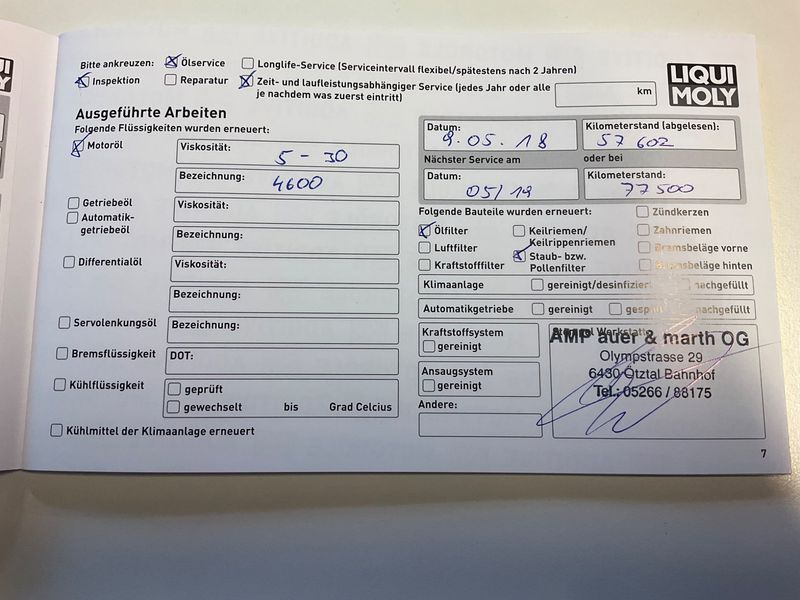 Bitte ankreuzen: Ölservice Longlife-Service (Serviceintervall flexibel/spätestens nach 2 Jahren)
Inspektion Reparatur Zeit- und laufleistungsabhängiger Service (jedes Jahr oder alle
je nachdem was zuerst eintritt) km
LIQUI
MOLY
Ausgeführte Arbeiten
Folgende Flüssigkeiten wurden erneuert:
Motoröl
Viskosität: 5 - 30
Bezeichnung: 4600
Getriebeöl
Automatik-
getriebeöl
Viskosität:
Bezeichnung:
Differentialöl
Viskosität:
Bezeichnung:
Servolenkungsöl
Bezeichnung:
Bremsflüssigkeit
DOT:
Kühlflüssigkeit
geprüft
gewechselt bis Grad Celcius
Kühlmittel der Klimaanlage erneuert
Datum: 9.05.18
Kilometerstand (abgelesen): 57 602
Nächster Service am oder bei
Datum: 05/19
Kilometerstand: 77 500
Folgende Bauteile wurden erneuert:
Zündkerzen
Ölfilter
Keilriemen/
Keilrippenriemen
Zahnriemen
Luftfilter
Staub- bzw.
Pollenfilter
Bremsbeläge vorne
Kraftstofffilter
Bremsbeläge hinten
Klimaanlage gereinigt/desinfiziert nachgefüllt
Automatikgetriebe gereinigt nachgefüllt
Kraftstoffsystem
gereinigt
Ansaugsystem
gereinigt
Andere:
Stempel Werkstatt:
AMP auer & marth OG
Olympstrasse 29
6430 Ötztal Bahnhof
Tel.: 05266 / 88175
7